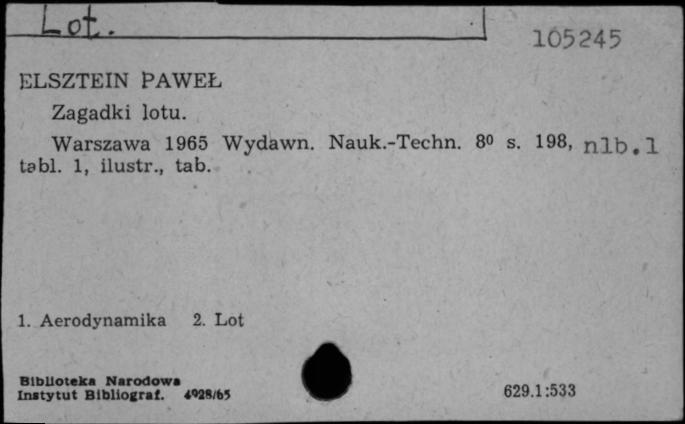 Lot.
105245
ELSZTEIN PAWEŁ
Zagadki lotu.
Warszawa 1965 Wydawn. Nauk.-Techn. 8⁰ s. 198, nlb.1
tabl. 1, ilustr., tab.
1. Aerodynamika 2. Lot
Biblioteka Narodowa
Instytut Bibliograf. 4928/65
629.1:533